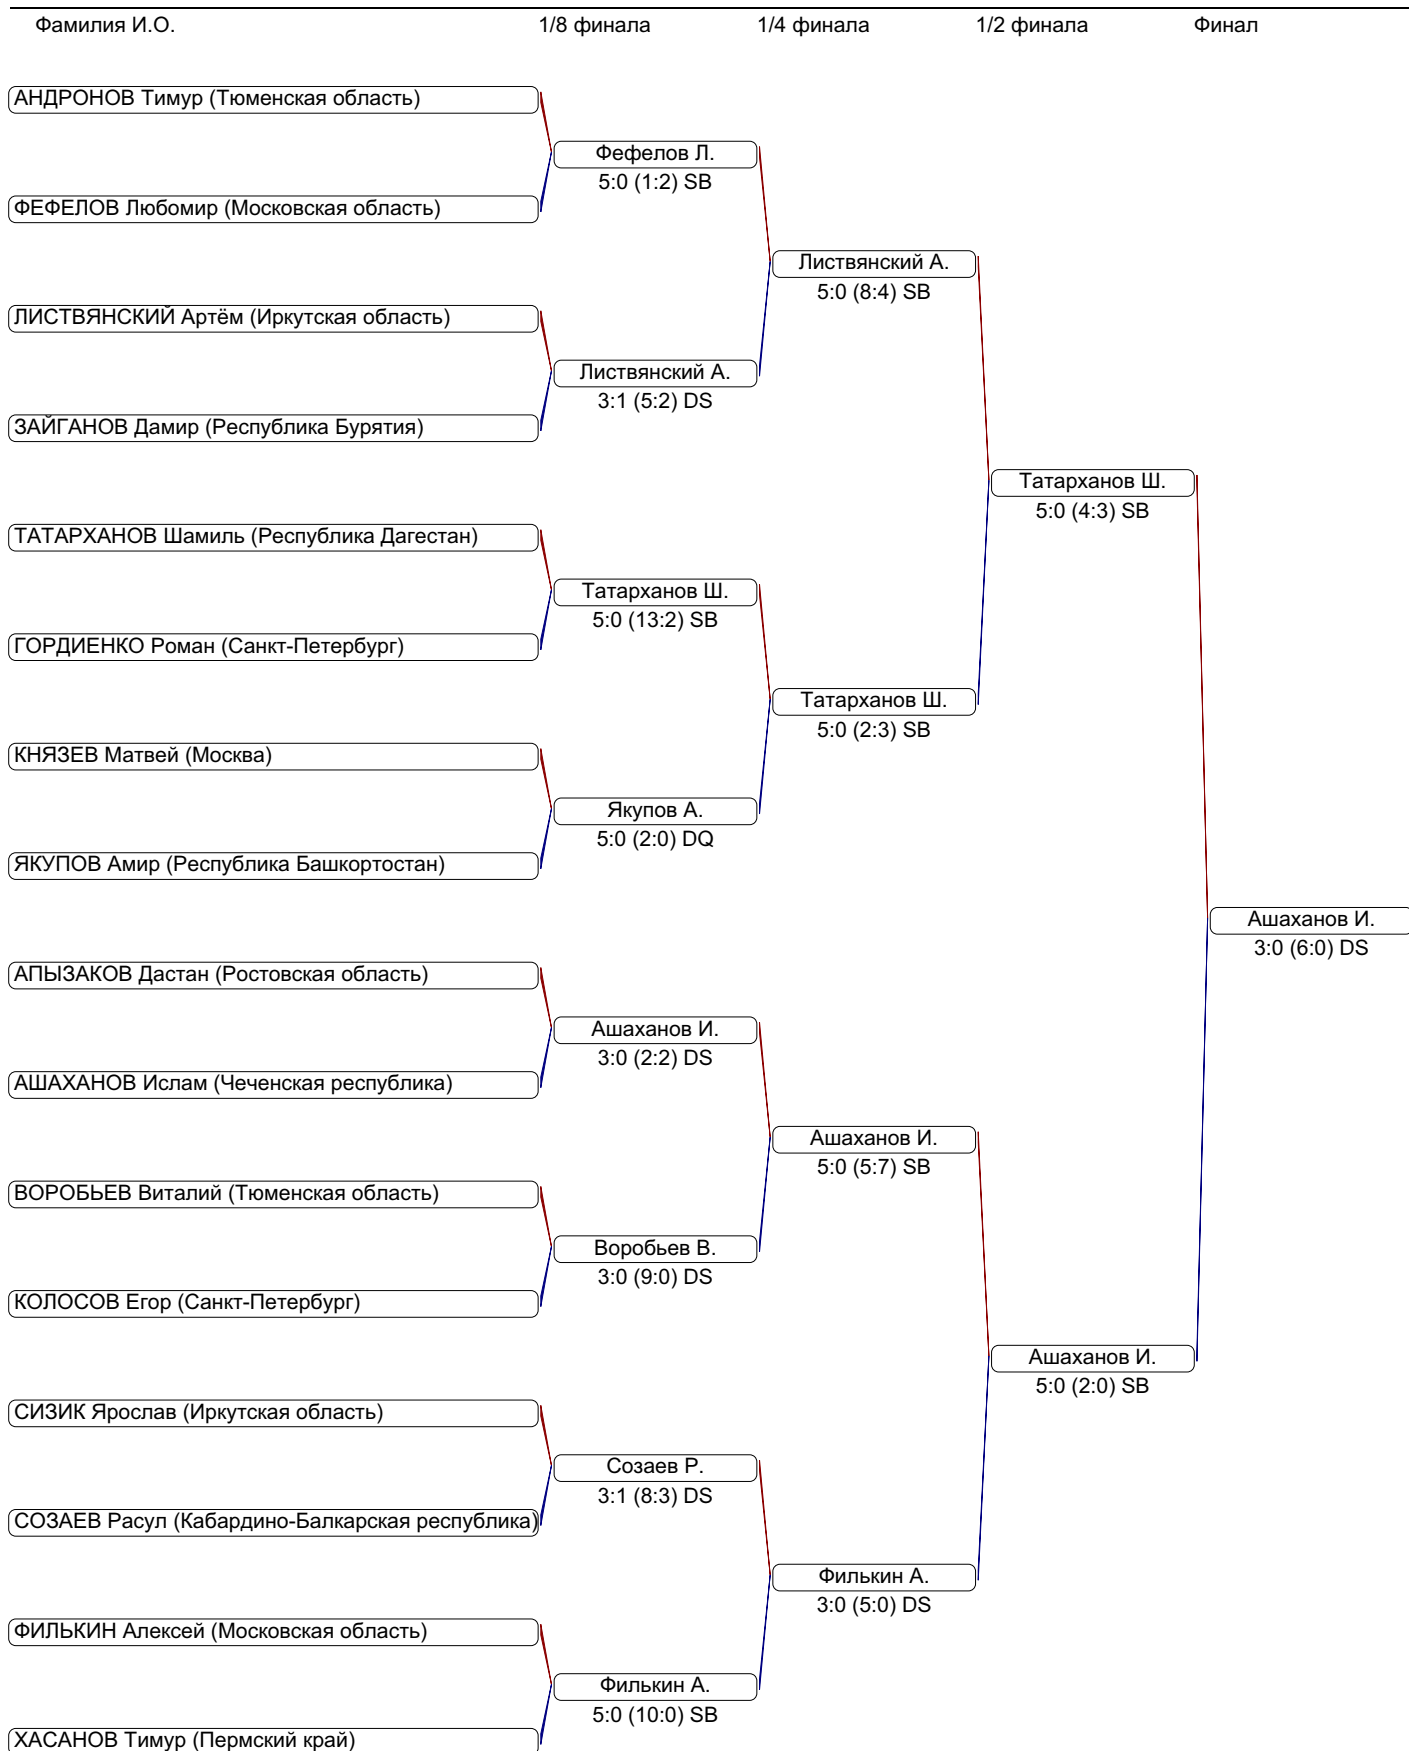 Фамилия И.О. 1/8 финала 1/4 финала 1/2 финала Финал
АНДРОНОВ Тимур (Тюменская область)
Фефелов Л.
5:0 (1:2) SB
ФЕФЕЛОВ Любомир (Московская область)
Листвянский А.
5:0 (8:4) SB
ЛИСТВЯНСКИЙ Артём (Иркутская область)
Листвянский А.
3:1 (5:2) DS
ЗАЙГАНОВ Дамир (Республика Бурятия)
Татарханов Ш.
5:0 (4:3) SB
ТАТАРХАНОВ Шамиль (Республика Дагестан)
Татарханов Ш.
5:0 (13:2) SB
ГОРДИЕНКО Роман (Санкт-Петербург)
Татарханов Ш.
5:0 (2:3) SB
КНЯЗЕВ Матвей (Москва)
Якупов А.
5:0 (2:0) DQ
ЯКУПОВ Амир (Республика Башкортостан)
Ашаханов И.
3:0 (6:0) DS
АПЫЗАКОВ Дастан (Ростовская область)
Ашаханов И.
3:0 (2:2) DS
АШАХАНОВ Ислам (Чеченская республика)
Ашаханов И.
5:0 (5:7) SB
ВОРОБЬЕВ Виталий (Тюменская область)
Воробьев В.
3:0 (9:0) DS
КОЛОСОВ Егор (Санкт-Петербург)
Ашаханов И.
5:0 (2:0) SB
СИЗИК Ярослав (Иркутская область)
Созаев Р.
3:1 (8:3) DS
СОЗАЕВ Расул (Кабардино-Балкарская республика)
Филькин А.
3:0 (5:0) DS
ФИЛЬКИН Алексей (Московская область)
Филькин А.
5:0 (10:0) SB
ХАСАНОВ Тимур (Пермский край)